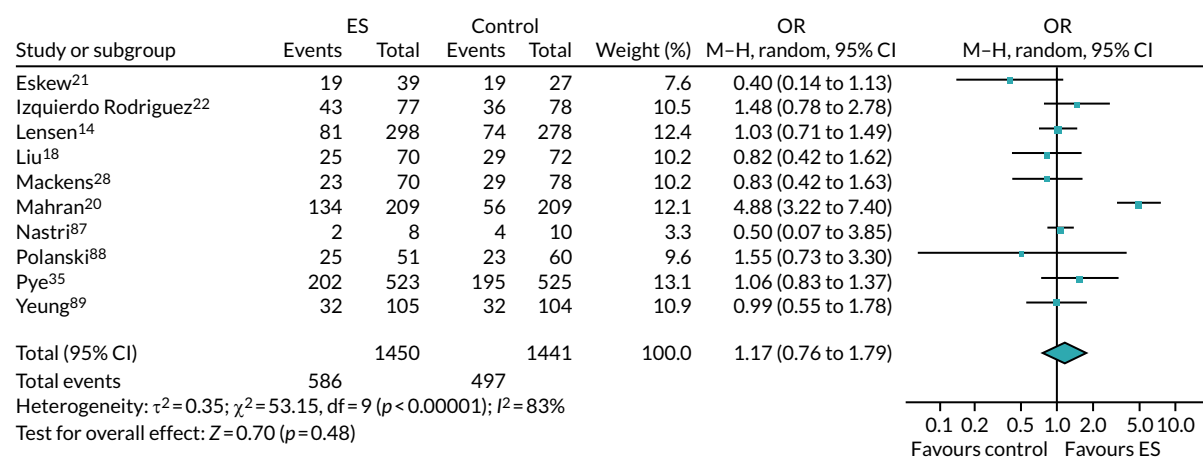 ES Control OR OR
Study or subgroup Events Total Events Total Weight (%) M–H, random, 95% CI M–H, random, 95% CI
Eskew21 19 39 19 27 7.6 0.40 (0.14 to 1.13)
Izquierdo Rodriguez22 43 77 36 78 10.5 1.48 (0.78 to 2.78)
Lensen14 81 298 74 278 12.4 1.03 (0.71 to 1.49)
Liu18 25 70 29 72 10.2 0.82 (0.42 to 1.62)
Mackens28 23 70 29 78 10.2 0.83 (0.42 to 1.63)
Mahran20 134 209 56 209 12.1 4.88 (3.22 to 7.40)
Nastri87 2 8 4 10 3.3 0.50 (0.07 to 3.85)
Polanski88 25 51 23 60 9.6 1.55 (0.73 to 3.30)
Pye35 202 523 195 525 13.1 1.06 (0.83 to 1.37)
Yeung89 32 105 32 104 10.9 0.99 (0.55 to 1.78)
Total (95% CI) 1450 1441 100.0 1.17 (0.76 to 1.79)
Total events 586 497
Heterogeneity: τ2=0.35; χ2=53.15, df=9 (p<0.00001); I2=83%
Test for overall effect: Z=0.70 (p=0.48)
0.1 0.2 0.5 1.0 2.0 5.0 10.0
Favours control Favours ES